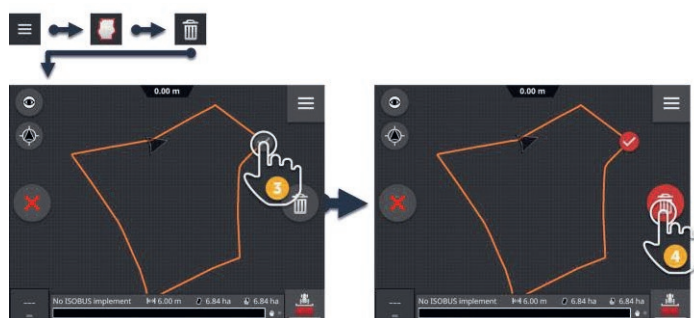 0.00 m
3
--- No ISOBUS implement 6.00 m 6.84 ha 6.84 ha
0.00 m
4
--- No ISOBUS implement 6.00 m 6.84 ha 6.84 ha